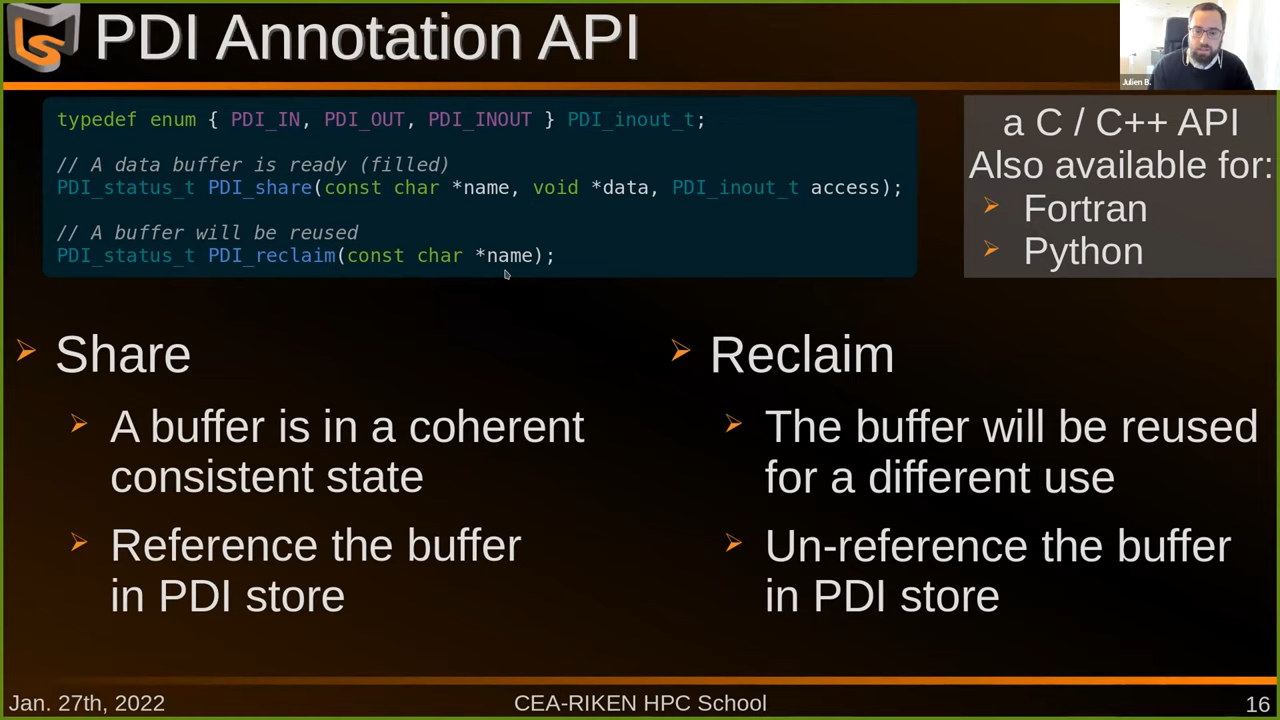 PDI Annotation API
Julien B.
typedef enum { PDI_IN, PDI_OUT, PDI_INOUT } PDI_inout_t;
// A data buffer is ready (filled)
PDI_status_t PDI_share(const char *name, void *data, PDI_inout_t access);
// A buffer will be reused
PDI_status_t PDI_reclaim(const char *name);
a C / C++ API
Also available for:
➢ Fortran
➢ Python
➢ Share
➢ A buffer is in a coherent
consistent state
➢ Reference the buffer
in PDI store
➢ Reclaim
➢ The buffer will be reused
for a different use
➢ Un-reference the buffer
in PDI store
Jan. 27th, 2022
CEA-RIKEN HPC School
16